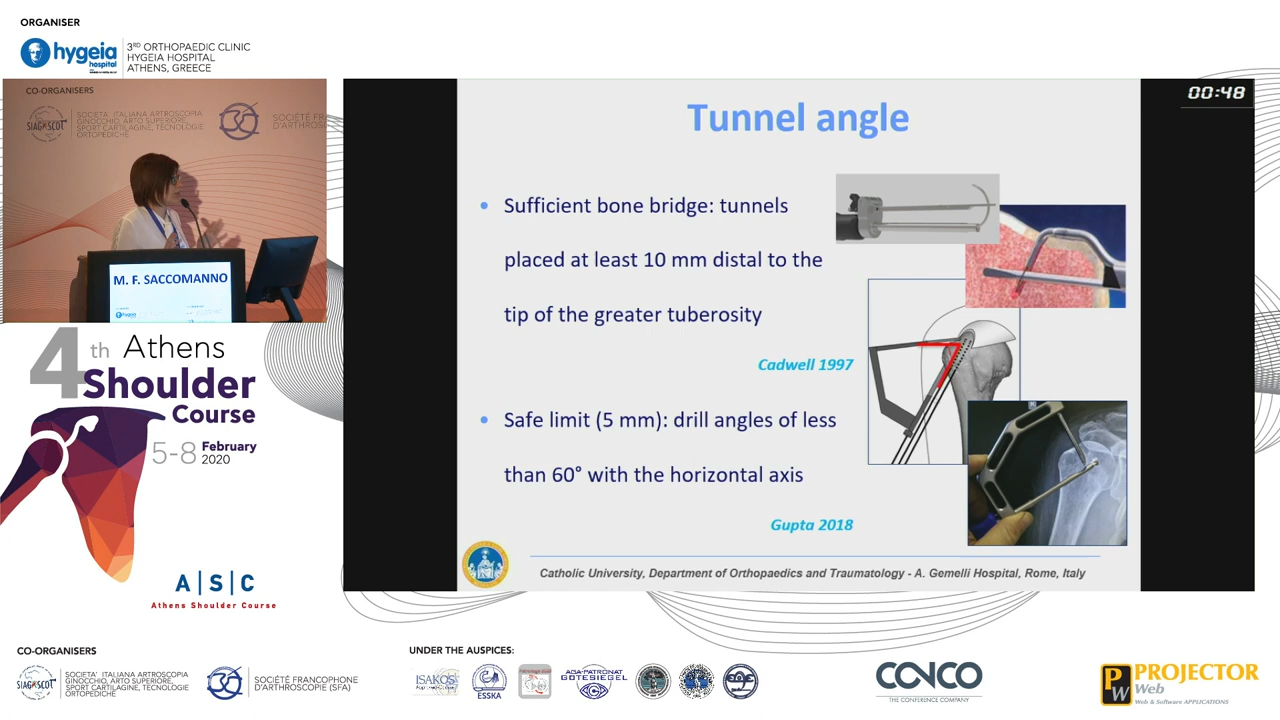 ORGANISER
hygeia
hospital
3RD ORTHOPAEDIC CLINIC
HYGEIA HOSPITAL
ATHENS, GREECE
CO-ORGANISERS
SIAGASCOT
SOCIETA' ITALIANA ARTROSCOPIA
GINOCCHIO, ARTO SUPERIORE,
SPORT CARTILAGINE, TECNOLOGIE
ORTOPEDICHE
SOCIÉTÉ FRA
D'ARTHROS
M. F. SACCOMANNO
hygeia
4th Athens
Shoulder
Course
5-8 February
2020
A|S|C
Athens Shoulder Course
00:48
Tunnel angle
• Sufficient bone bridge: tunnels
placed at least 10 mm distal to the
tip of the greater tuberosity
Cadwell 1997
• Safe limit (5 mm): drill angles of less
than 60° with the horizontal axis
Gupta 2018
Catholic University, Department of Orthopaedics and Traumatology - A. Gemelli Hospital, Rome, Italy
CO-ORGANISERS
SIAGASCOT
SOCIETA' ITALIANA ARTROSCOPIA
GINOCCHIO, ARTO SUPERIORE,
SPORT CARTILAGINE, TECNOLOGIE
ORTOPEDICHE
SOCIÉTÉ FRANCOPHONE
D'ARTHROSCOPIE (SFA)
UNDER THE AUSPICES:
ISAKOS
ESSKA
AGA-PATRONAT
GÜTESIEGEL
CONCO
THE CONFERENCE COMPANY
PW
PROJECTOR
Web
Web & Software APPLICATIONS